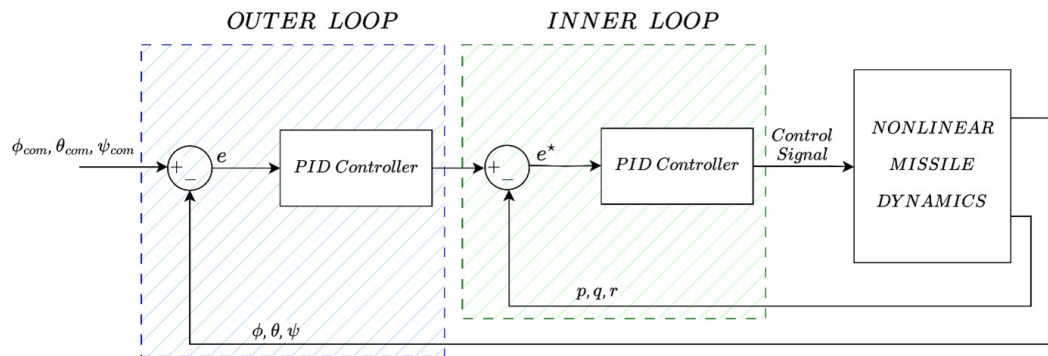 OUTER LOOP
INNER LOOP
ϕ_com, θ_com, ψ_com
+
−
e
PID Controller
+
−
e*
PID Controller
Control
Signal
NONLINEAR
MISSILE
DYNAMICS
p, q, r
ϕ, θ, ψ